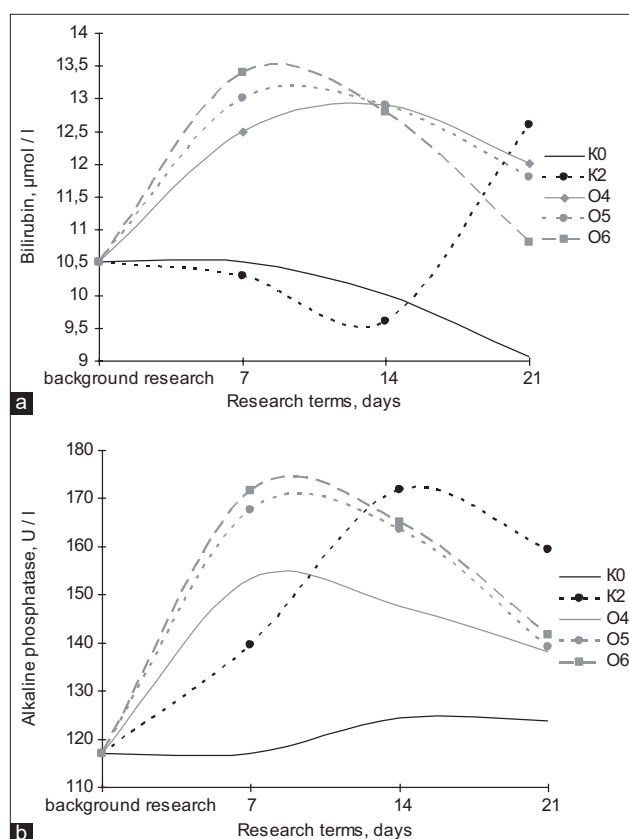 14
13,5
13
12,5
12
11,5
11
10,5
10
9,5
9
Bilirubin, µmol / l
background research 7 14 21
Research terms, days
K0
K2
O4
O5
O6
a
180
170
160
150
140
130
120
110
Alkaline phosphatase, U / l
background research 7 14 21
Research terms, days
K0
K2
O4
O5
O6
b